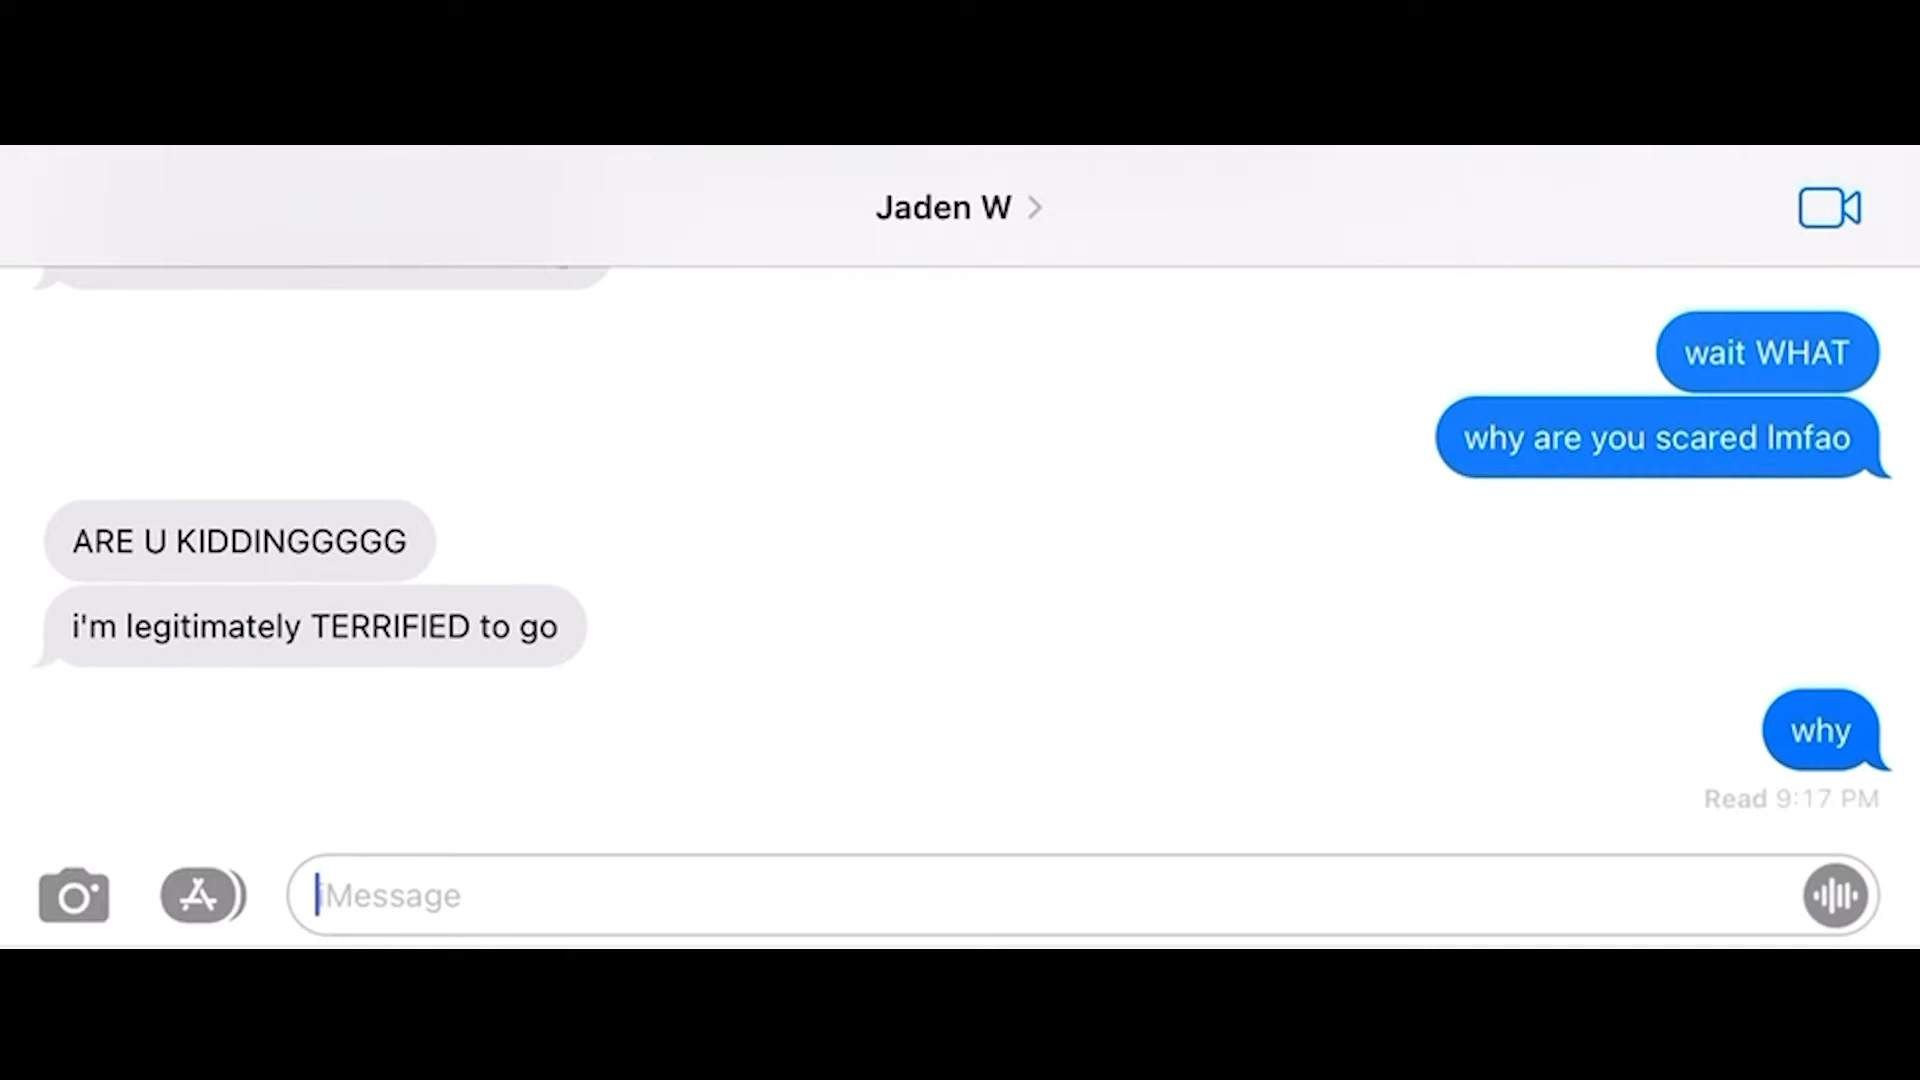 Jaden W
wait WHAT
why are you scared lmfao
ARE U KIDDINGGGGG
i'm legitimately TERRIFIED to go
why
Read 9:17 PM
iMessage